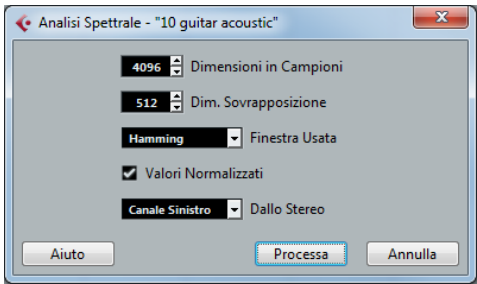 Analisi Spettrale - "10 guitar acoustic"
4096 Dimensioni in Campioni
512 Dim. Sovrapposizione
Hamming Finestra Usata
Valori Normalizzati
Canale Sinistro Dallo Stereo
Aiuto Processa Annulla